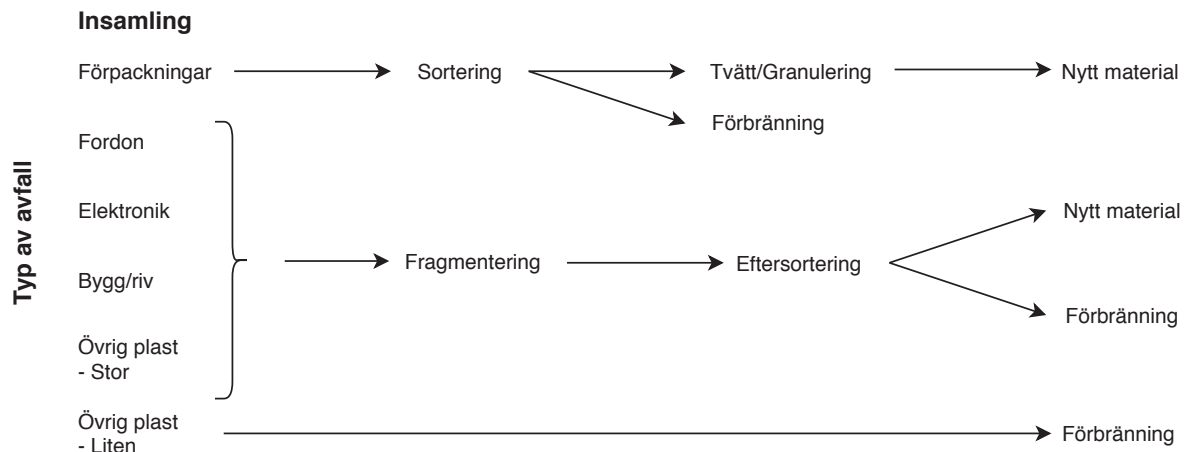 Insamling
Förpackningar
Sortering
Tvätt/Granulering
Nytt material
Förbränning
Typ av avfall
Fordon
Elektronik
Bygg/riv
Övrig plast
- Stor
Fragmentering
Eftersortering
Nytt material
Förbränning
Övrig plast
- Liten
Förbränning